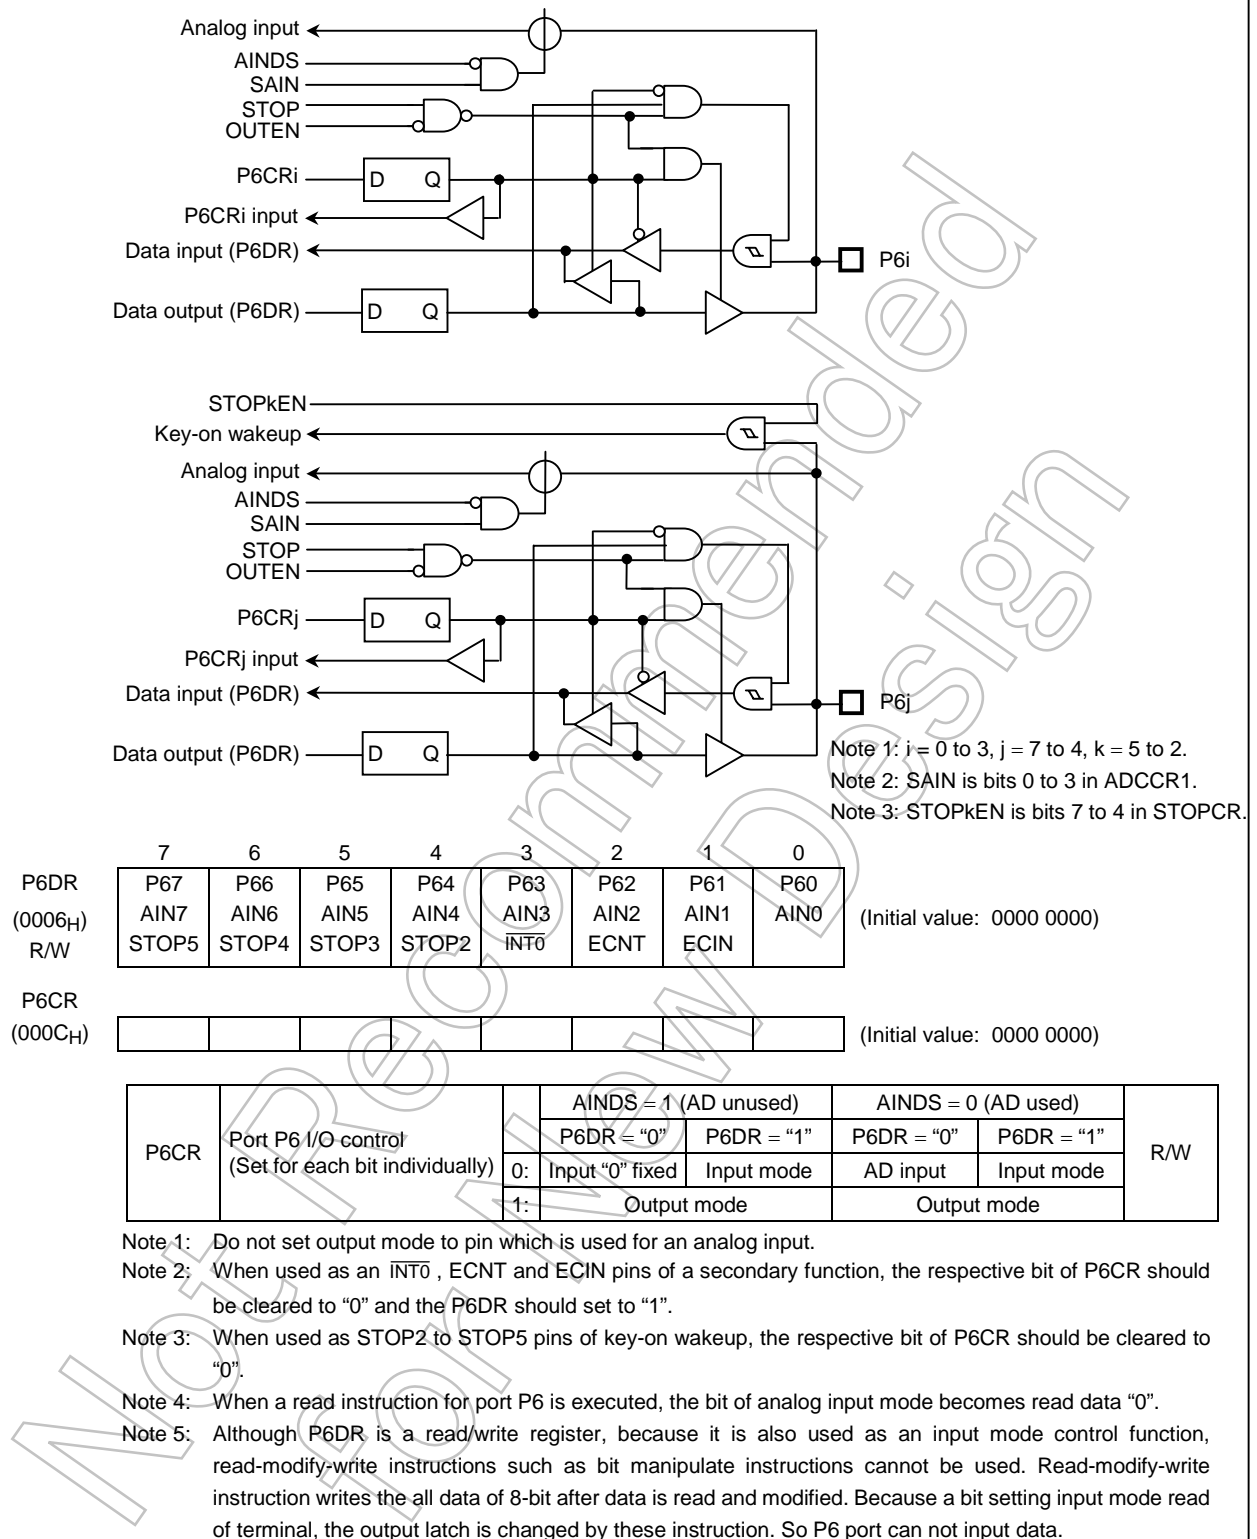 Analog input
AINDS
SAIN
STOP
OUTEN
P6CRi
D Q
P6CRi input
Data input (P6DR)
P6i
Data output (P6DR)
D Q
STOPkEN
Key-on wakeup
Analog input
AINDS
SAIN
STOP
OUTEN
P6CRj
D Q
P6CRj input
Data input (P6DR)
P6j
Data output (P6DR)
D Q
Note 1: i = 0 to 3, j = 7 to 4, k = 5 to 2.
Note 2: SAIN is bits 0 to 3 in ADCCR1.
Note 3: STOPkEN is bits 7 to 4 in STOPCR.
7 6 5 4 3 2 1 0
P6DR (0006H) R/W
P67 P66 P65 P64 P63 P62 P61 P60
AIN7 AIN6 AIN5 AIN4 AIN3 AIN2 AIN1 AIN0
STOP5 STOP4 STOP3 STOP2 INT0 ECNT ECIN
(Initial value: 0000 0000)
P6CR
(000CH)
(Initial value: 0000 0000)
AINDS = 1 (AD unused) AINDS = 0 (AD used)
P6DR = “0” P6DR = “1” P6DR = “0” P6DR = “1”
P6CR
Port P6 I/O control
(Set for each bit individually)
0: Input “0” fixed Input mode AD input Input mode
1: Output mode Output mode
R/W
Note 1: Do not set output mode to pin which is used for an analog input.
Note 2: When used as an INT0 , ECNT and ECIN pins of a secondary function, the respective bit of P6CR should
be cleared to “0” and the P6DR should set to “1”.
Note 3: When used as STOP2 to STOP5 pins of key-on wakeup, the respective bit of P6CR should be cleared to
“0”.
Note 4: When a read instruction for port P6 is executed, the bit of analog input mode becomes read data “0”.
Note 5: Although P6DR is a read/write register, because it is also used as an input mode control function,
read-modify-write instructions such as bit manipulate instructions cannot be used. Read-modify-write
instruction writes the all data of 8-bit after data is read and modified. Because a bit setting input mode read
of terminal, the output latch is changed by these instruction. So P6 port can not input data.
Not Recommended
for New Design